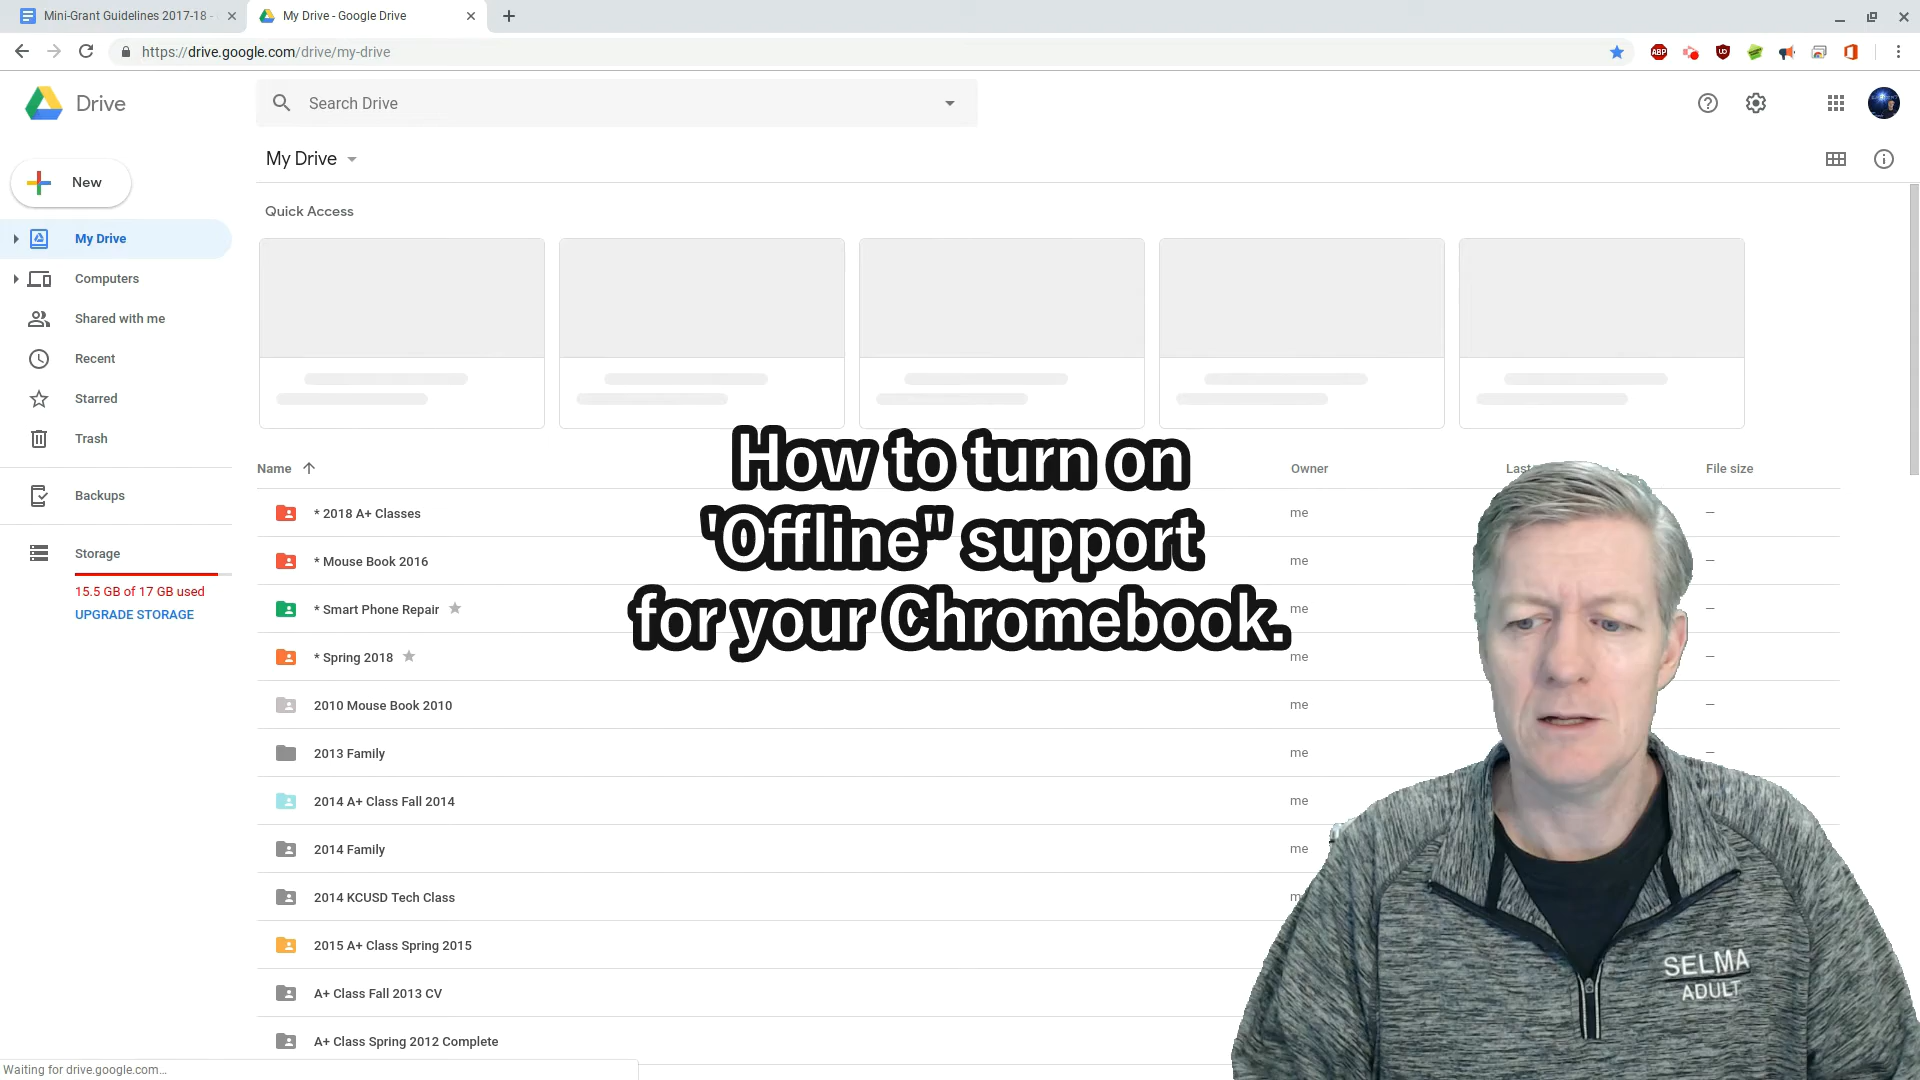 Mini-Grant Guidelines 2017-18 -
My Drive - Google Drive
https://drive.google.com/drive/my-drive
ABP
Drive
Search Drive
New
My Drive
My Drive
Computers
Shared with me
Recent
Starred
Trash
Backups
Storage
15.5 GB of 17 GB used
UPGRADE STORAGE
Quick Access
How to turn on
'Offline" support
for your Chromebook.
Name Owner Last File size
* 2018 A+ Classes me —
* Mouse Book 2016 me —
* Smart Phone Repair me —
* Spring 2018 me —
2010 Mouse Book 2010 me —
2013 Family me —
2014 A+ Class Fall 2014 me
2014 Family me
2014 KCUSD Tech Class
2015 A+ Class Spring 2015
A+ Class Fall 2013 CV
A+ Class Spring 2012 Complete
SELMA
ADULT
Waiting for drive.google.com...